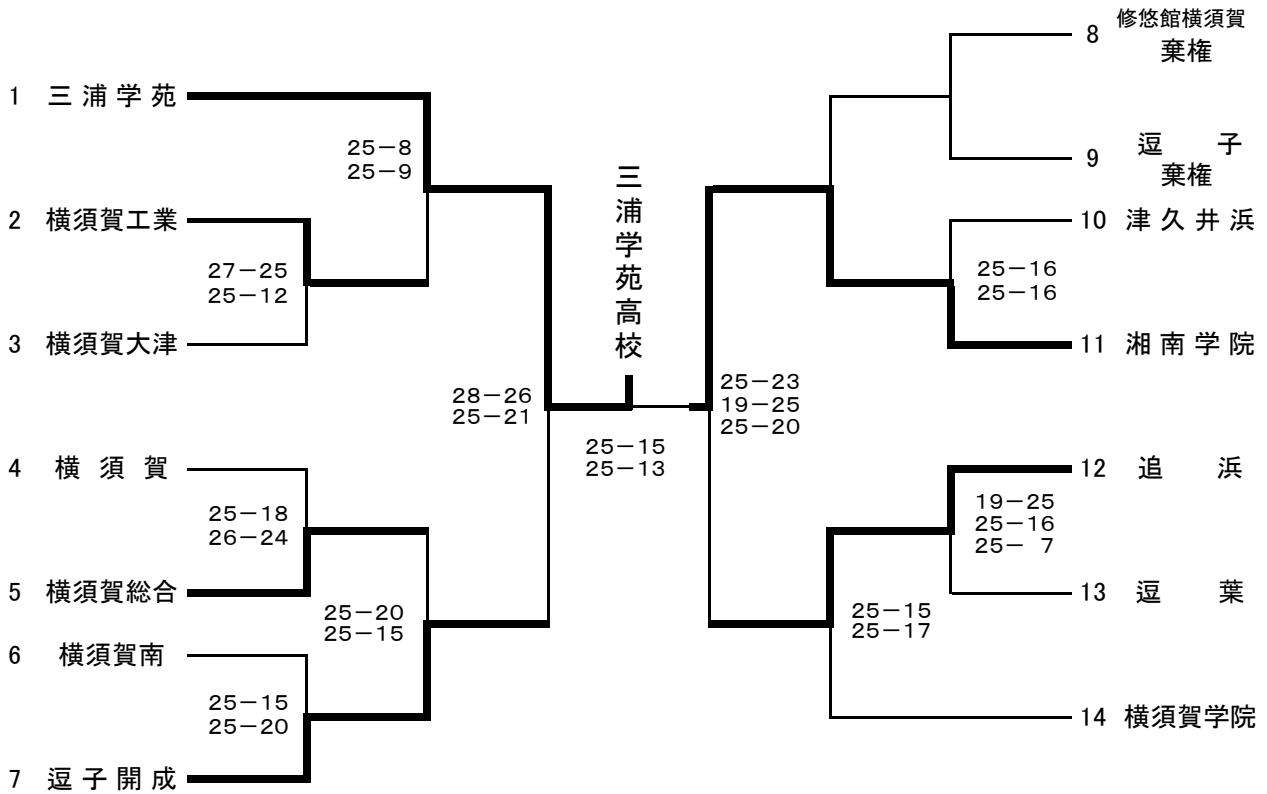 1 三浦学苑
25－8
25－9
2 横須賀工業
27－25
25－12
3 横須賀大津
28－26
25－21
4 横須賀
25－18
26－24
5 横須賀総合
25－20
25－15
6 横須賀南
25－15
25－20
7 逗子開成
三浦学苑高校
25－15
25－13
8 修悠館横須賀
棄権
9 逗子
棄権
10 津久井浜
25－16
25－16
11 湘南学院
25－23
19－25
25－20
12 追浜
19－25
25－16
25－ 7
13 逗葉
25－15
25－17
14 横須賀学院